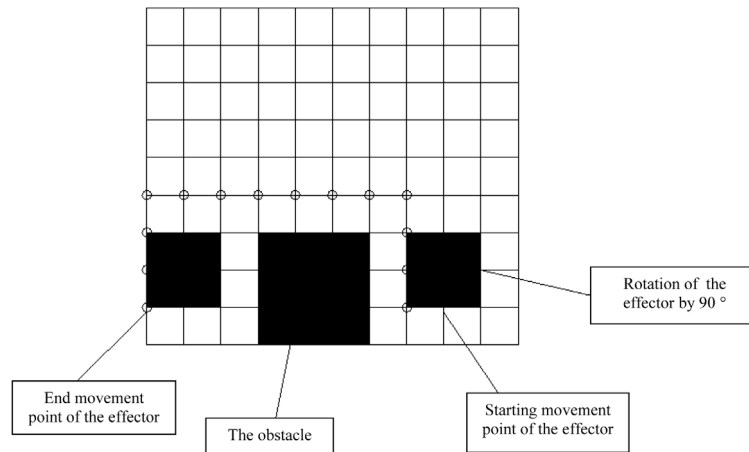 Rotation of the
effector by 90 °
End movement
point of the effector
Starting movement
point of the effector
The obstacle